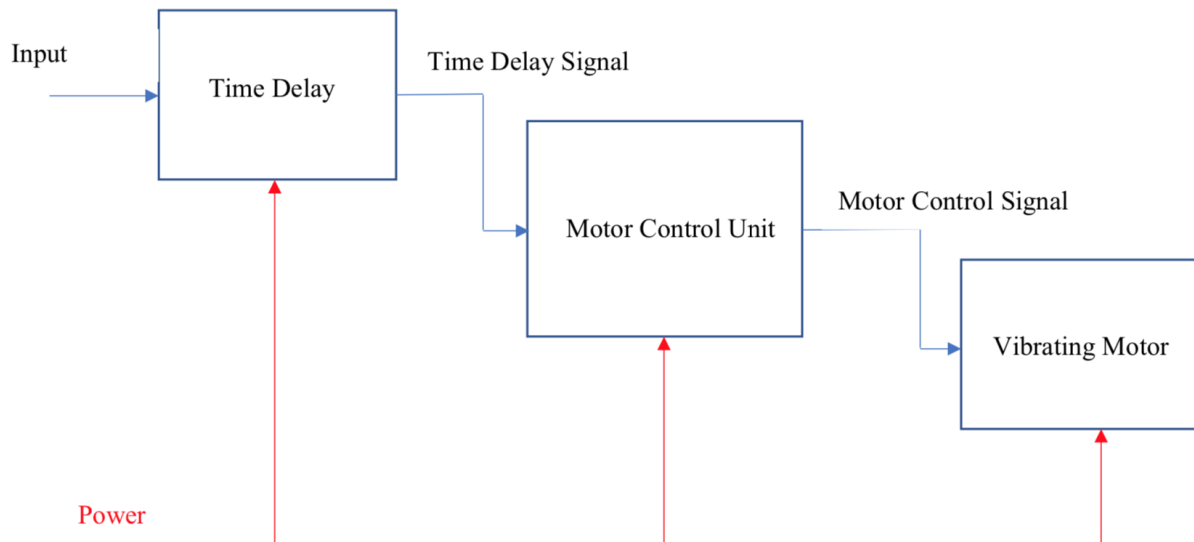 Input
Time Delay
Time Delay Signal
Motor Control Unit
Motor Control Signal
Vibrating Motor
Power